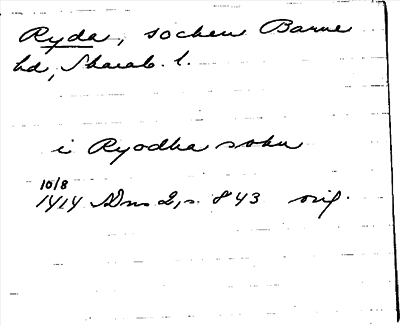 Ryda, socken Barne
hd, Skarab. l.
i Ryodha sokn
10/8
1414 SDns 2, s. 843 orig.